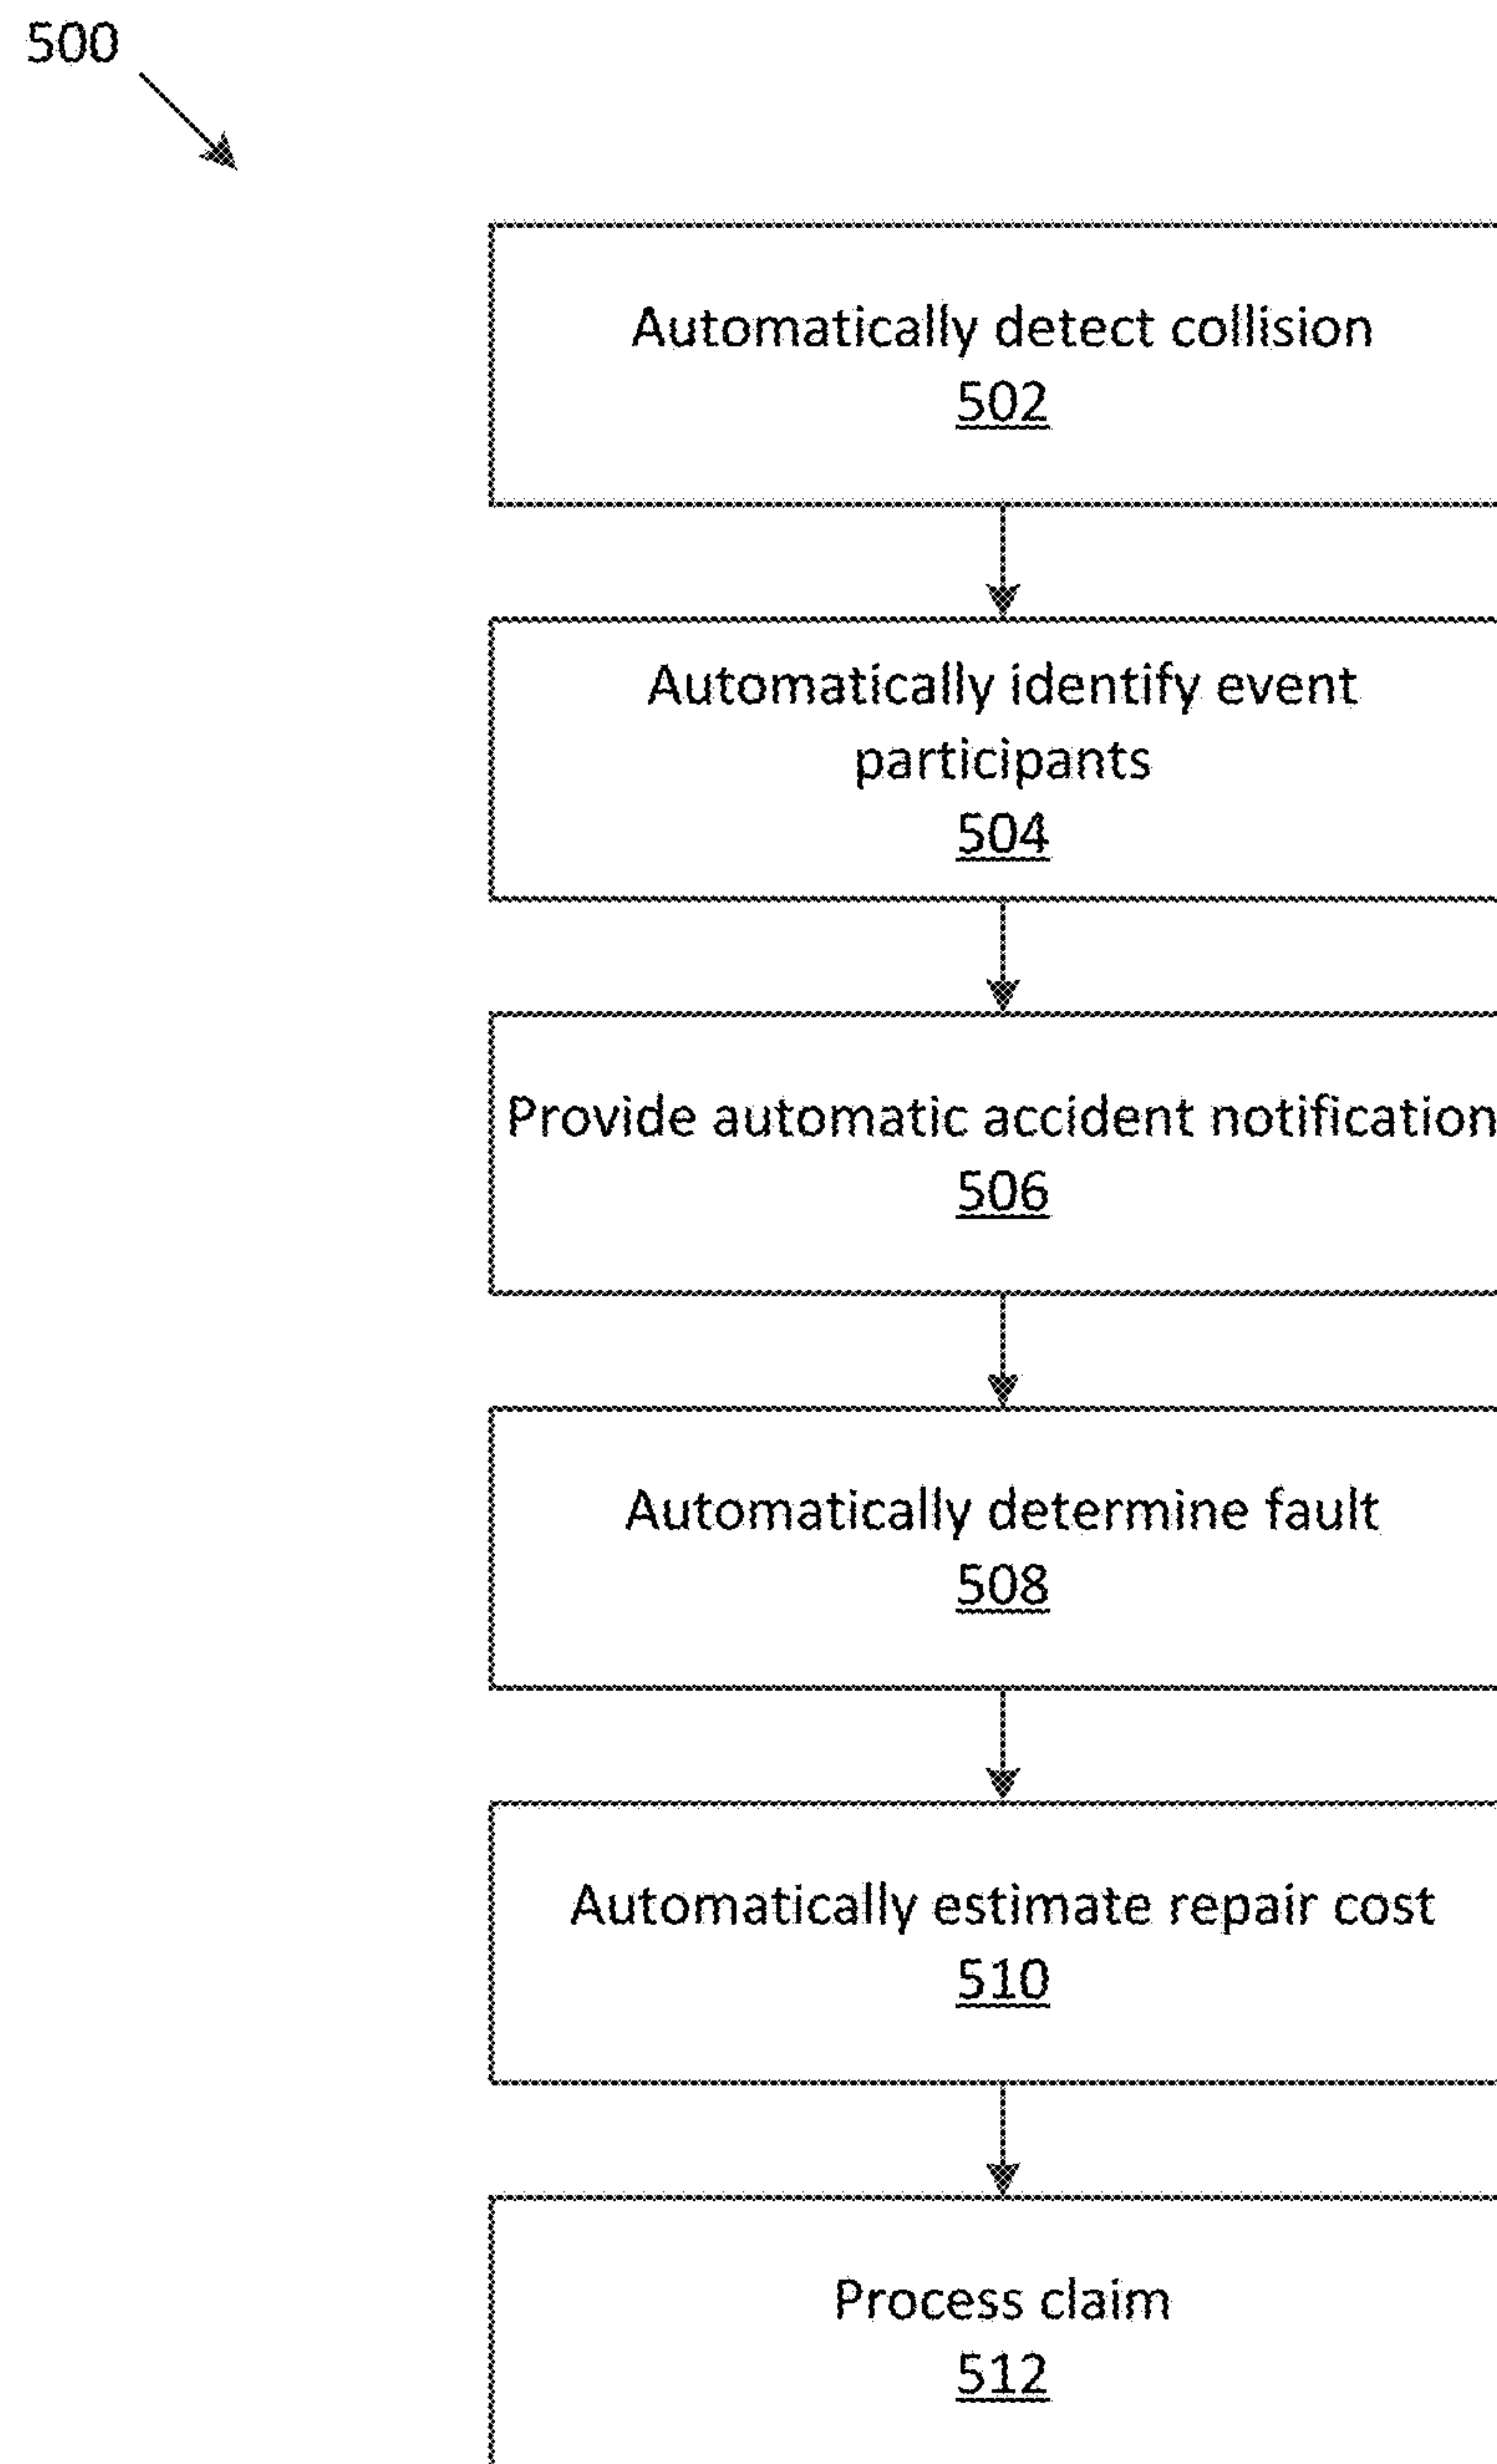 500
Automatically detect collision
502
Automatically identify event
participants
504
Provide automatic accident notification
506
Automatically determine fault
508
Automatically estimate repair cost
510
Process claim
512